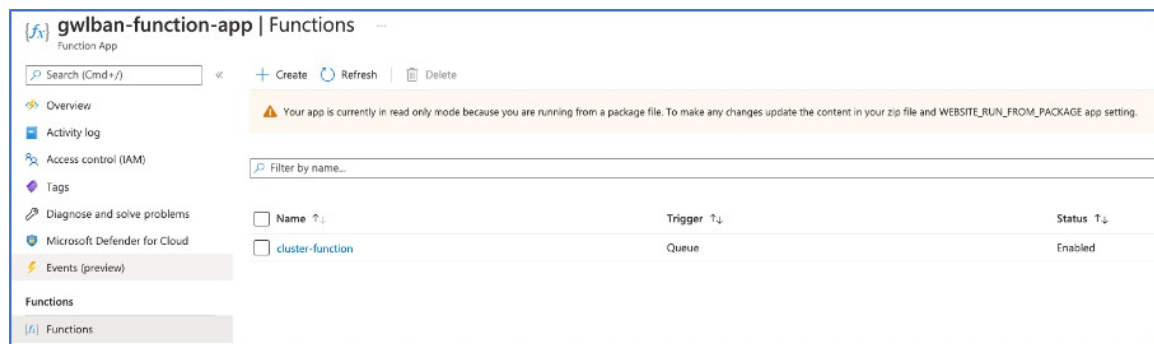 gwlban-function-app | Functions ...
Function App
Search (Cmd+/)
«
Create
Refresh
Delete
Overview
Activity log
Access control (IAM)
Tags
Diagnose and solve problems
Microsoft Defender for Cloud
Events (preview)
Functions
Functions
Your app is currently in read only mode because you are running from a package file. To make any changes update the content in your zip file and WEBSITE_RUN_FROM_PACKAGE app setting.
Filter by name...
Name ↑↓ Trigger ↑↓ Status ↑↓
cluster-function Queue Enabled